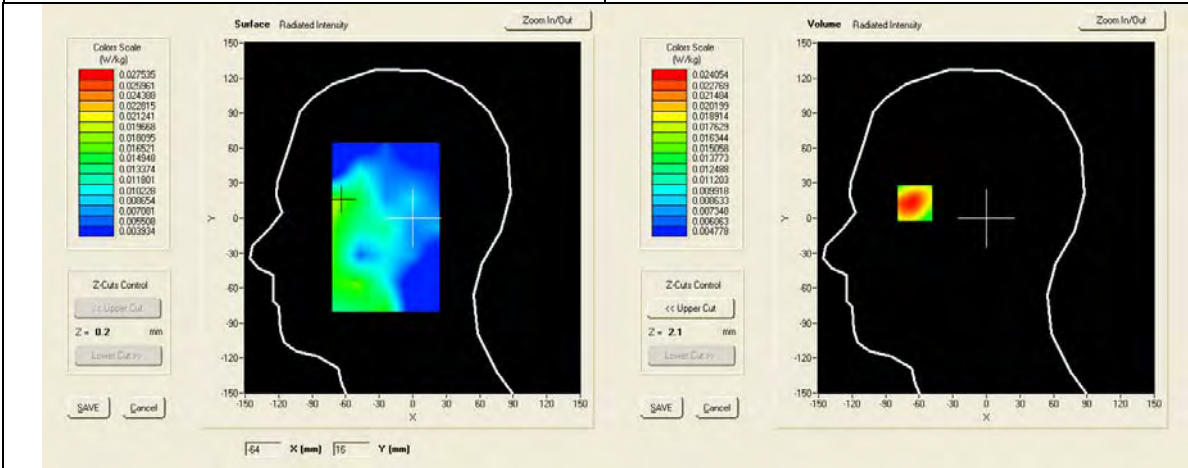 Surface Radiated Intensity
Zoom In/Out
Colors Scale
(W/kg)
0.027535
0.025961
0.024388
0.022815
0.021241
0.019668
0.018095
0.016521
0.014948
0.013374
0.011801
0.010228
0.008654
0.007081
0.005508
0.003934
Z-Cuts Control
<< Upper Cut
Z = 0.2 mm
Lower Cut >>
SAVE
Cancel
150
120
90
60
30
0
-30
-60
-90
-120
-150
Y
-150 -120 -90 -60 -30 0 30 60 90 120 150
X
-64 X (mm) 16 Y (mm)
Volume Radiated Intensity
Zoom In/Out
Colors Scale
(W/kg)
0.024054
0.022769
0.021484
0.020199
0.018914
0.017629
0.016344
0.015058
0.013773
0.012488
0.011203
0.009918
0.008633
0.007348
0.006063
0.004778
Z-Cuts Control
<< Upper Cut
Z = 2.1 mm
Lower Cut >>
SAVE
Cancel
150
120
90
60
30
0
-30
-60
-90
-120
-150
Y
-150 -120 -90 -60 -30 0 30 60 90 120 150
X